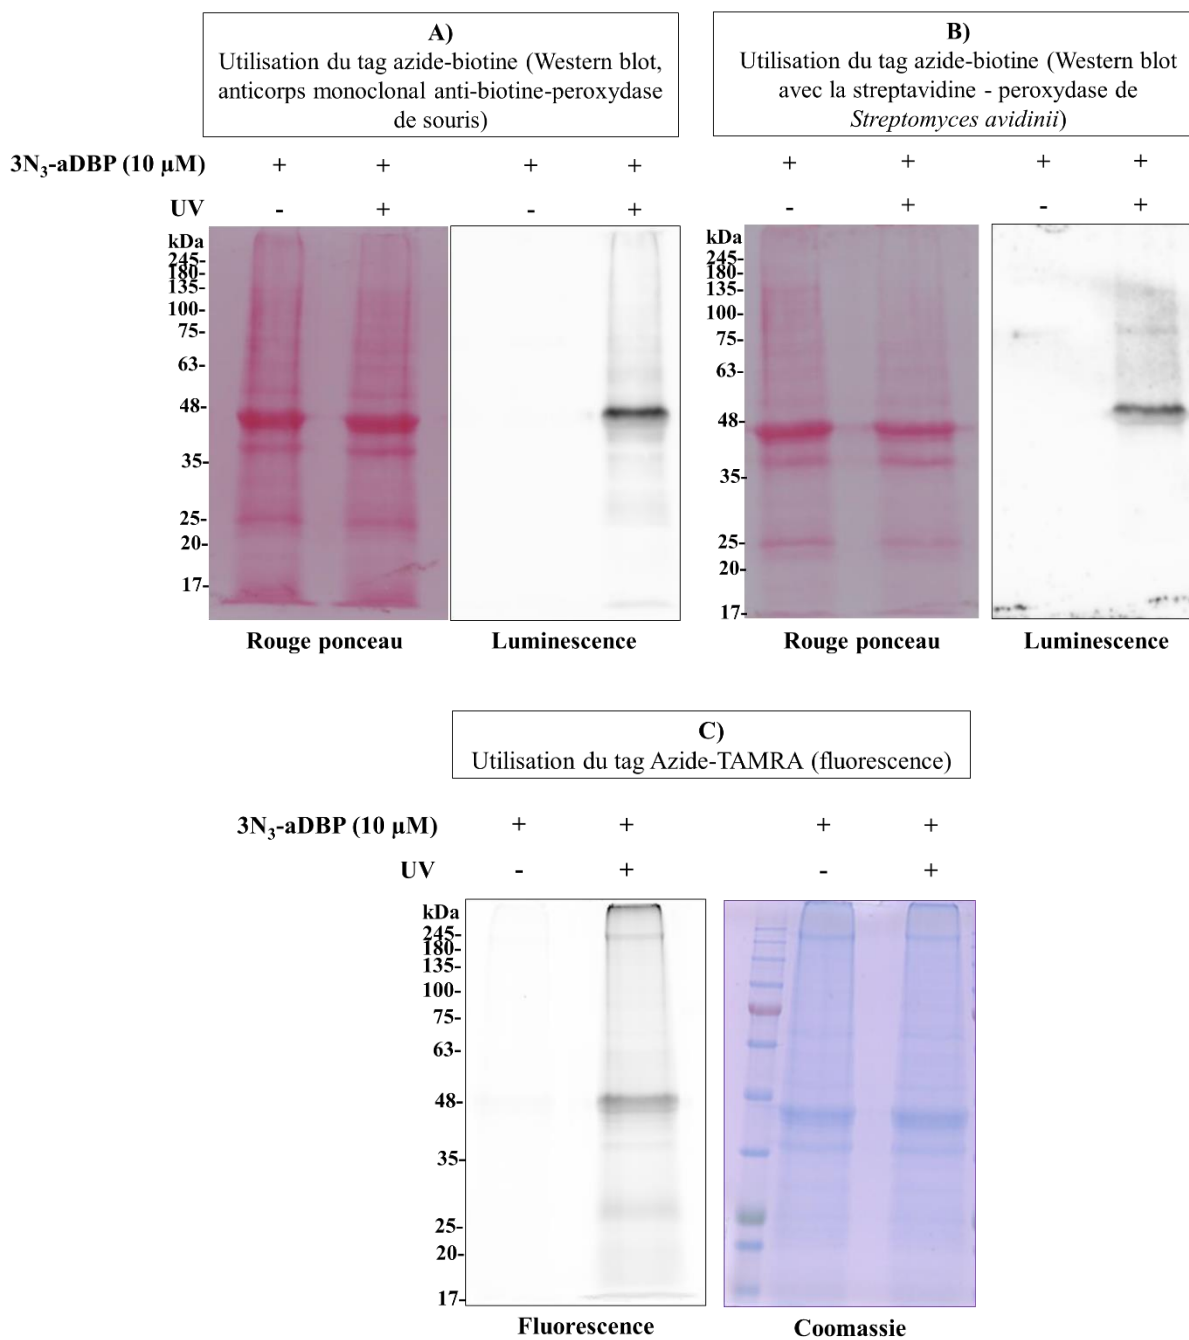 A)
Utilisation du tag azide-biotine (Western blot,
anticorps monoclonal anti-biotine-peroxydase
de souris)
3N₃-aDBP (10 µM) + + + +
UV - + - +
kDa
245-
180-
135-
100-
75-
63-
48-
35-
25-
20-
17-
Rouge ponceau Luminescence
B)
Utilisation du tag azide-biotine (Western blot
avec la streptavidine - peroxydase de
Streptomyces avidinii)
+ + + +
- + - +
kDa
245-
180-
135-
100-
75-
63-
48-
35-
25-
20-
17-
Rouge ponceau Luminescence
C)
Utilisation du tag Azide-TAMRA (fluorescence)
3N₃-aDBP (10 µM) + + + +
UV - + - +
kDa
245-
180-
135-
100-
75-
63-
48-
35-
25-
20-
17-
Fluorescence Coomassie